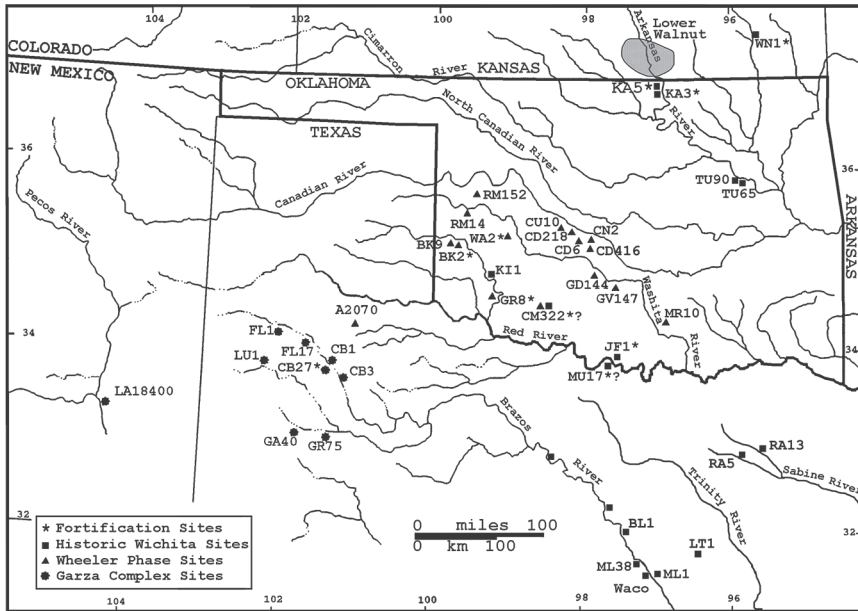 104
102
100
98
96
Lower
Walnut
Arkansas
WN1*
Cimarron
River
COLORADO
KANSAS
NEW MEXICO
OKLAHOMA
KA5*
KA3*
River
North Canadian
River
TEXAS
36
36
Canadian River
TU90
TU65
ARKANSAS
Pecos River
RM152
RM14
CU10
CN2
WA2*
CD218
BK9
CD6
CD416
BK2*
KI1
GD144
GV147
Washita
River
GR8*
CM322*?
MR10
A2070
34
34
FL1
Red River
FL17
CB1
JF1*
LU1
CB27*
CB3
MU17*?
LA18400
Brazos
River
GA40
GR75
RA13
RA5
Sabine River
Trinity
River
32
32
* Fortification Sites
■ Historic Wichita Sites
▲ Wheeler Phase Sites
Garza Complex Sites
0 miles 100
0 km 100
BL1
LT1
ML38
ML1
Waco
104
102
100
98
96